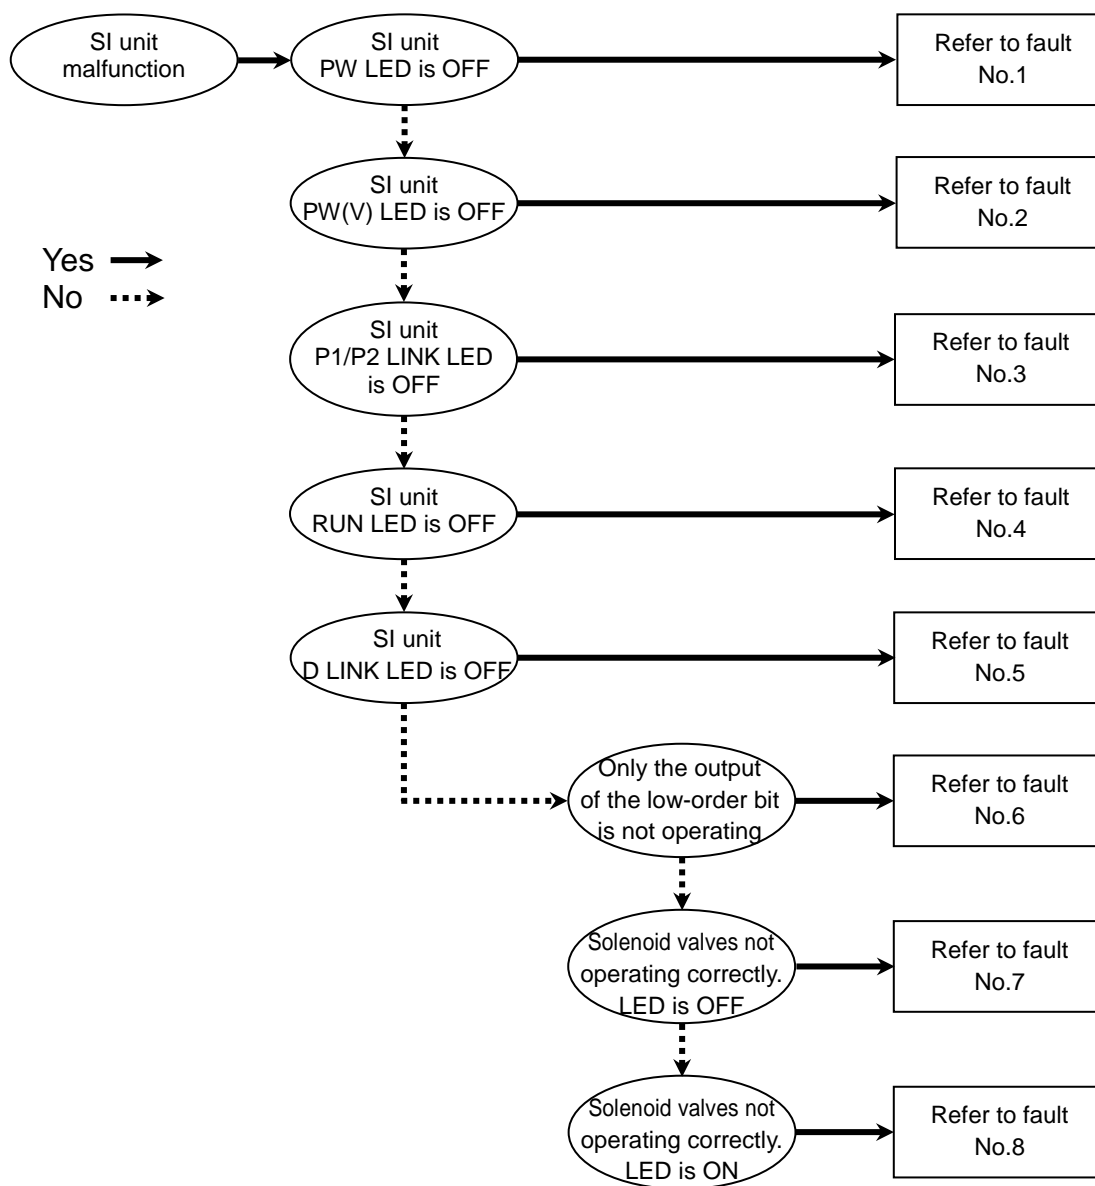 SI unit
malfunction
SI unit
PW LED is OFF
Refer to fault
No.1
SI unit
PW(V) LED is OFF
Refer to fault
No.2
Yes
No
SI unit
P1/P2 LINK LED
is OFF
Refer to fault
No.3
SI unit
RUN LED is OFF
Refer to fault
No.4
SI unit
D LINK LED is OFF
Refer to fault
No.5
Only the output
of the low-order bit
is not operating
Refer to fault
No.6
Solenoid valves not
operating correctly.
LED is OFF
Refer to fault
No.7
Solenoid valves not
operating correctly.
LED is ON
Refer to fault
No.8